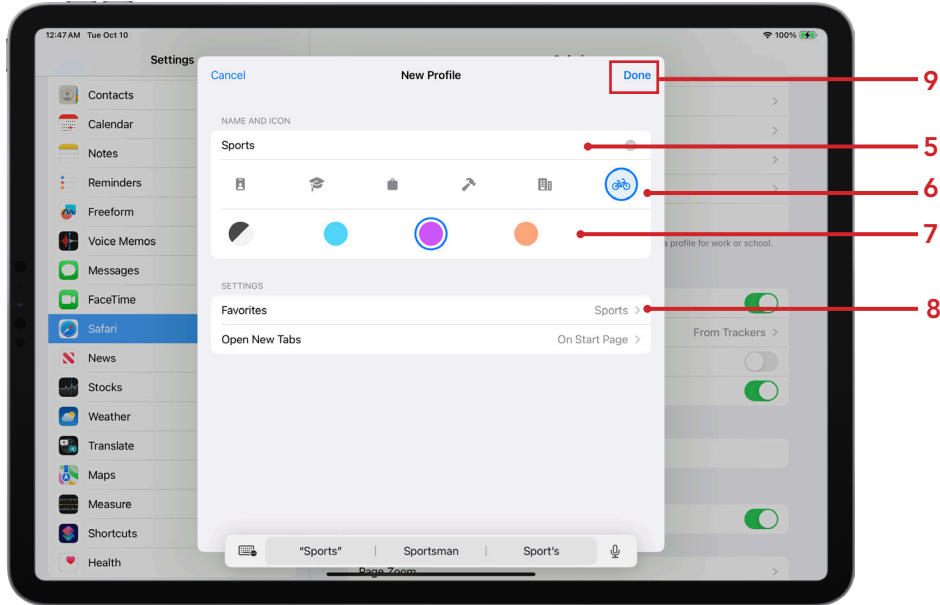 12:47 AM Tue Oct 10
100%
Settings
Cancel
New Profile
Done
9
Contacts
Calendar
NAME AND ICON
Sports
5
Notes
Reminders
6
Freeform
7
Voice Memos
a profile for work or school.
Messages
SETTINGS
FaceTime
Favorites
Sports
8
Safari
Open New Tabs
On Start Page
From Trackers
News
Stocks
Weather
Translate
Maps
Measure
Shortcuts
"Sports"
Sportsman
Sport's
Health
Page Zoom